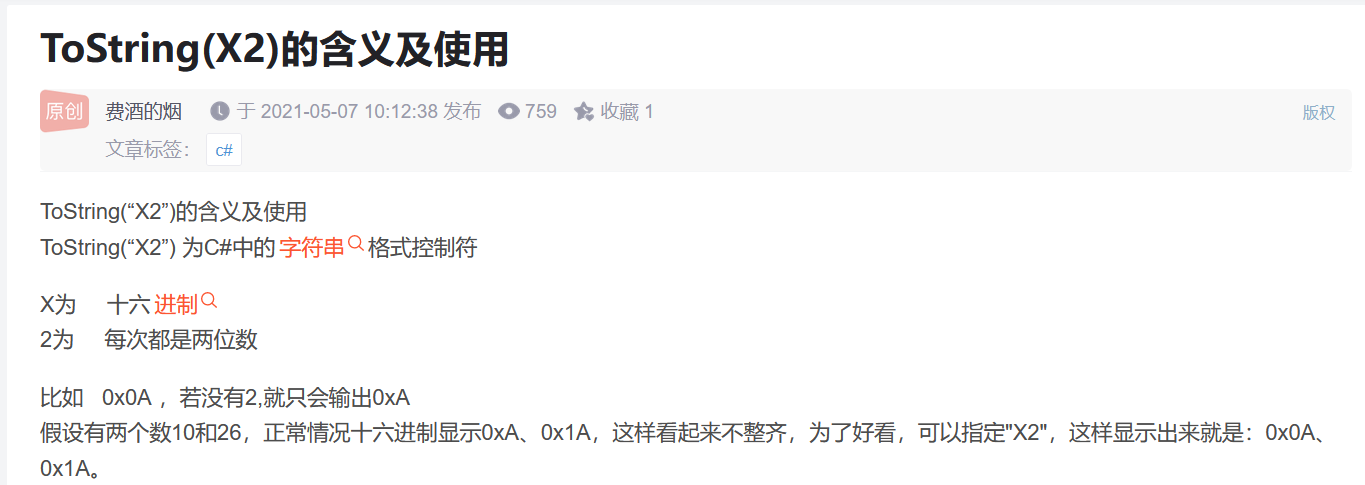 ToString(X2)的含义及使用
原创 费酒的烟 于 2021-05-07 10:12:38 发布 759 收藏 1 版权
文章标签： c#
ToString(“X2”)的含义及使用
ToString(“X2”) 为C#中的 字符串 格式控制符
X为 十六 进制
2为 每次都是两位数
比如 0x0A ，若没有2,就只会输出0xA
假设有两个数10和26，正常情况十六进制显示0xA、0x1A，这样看起来不整齐，为了好看，可以指定"X2"，这样显示出来就是：0x0A、
0x1A。